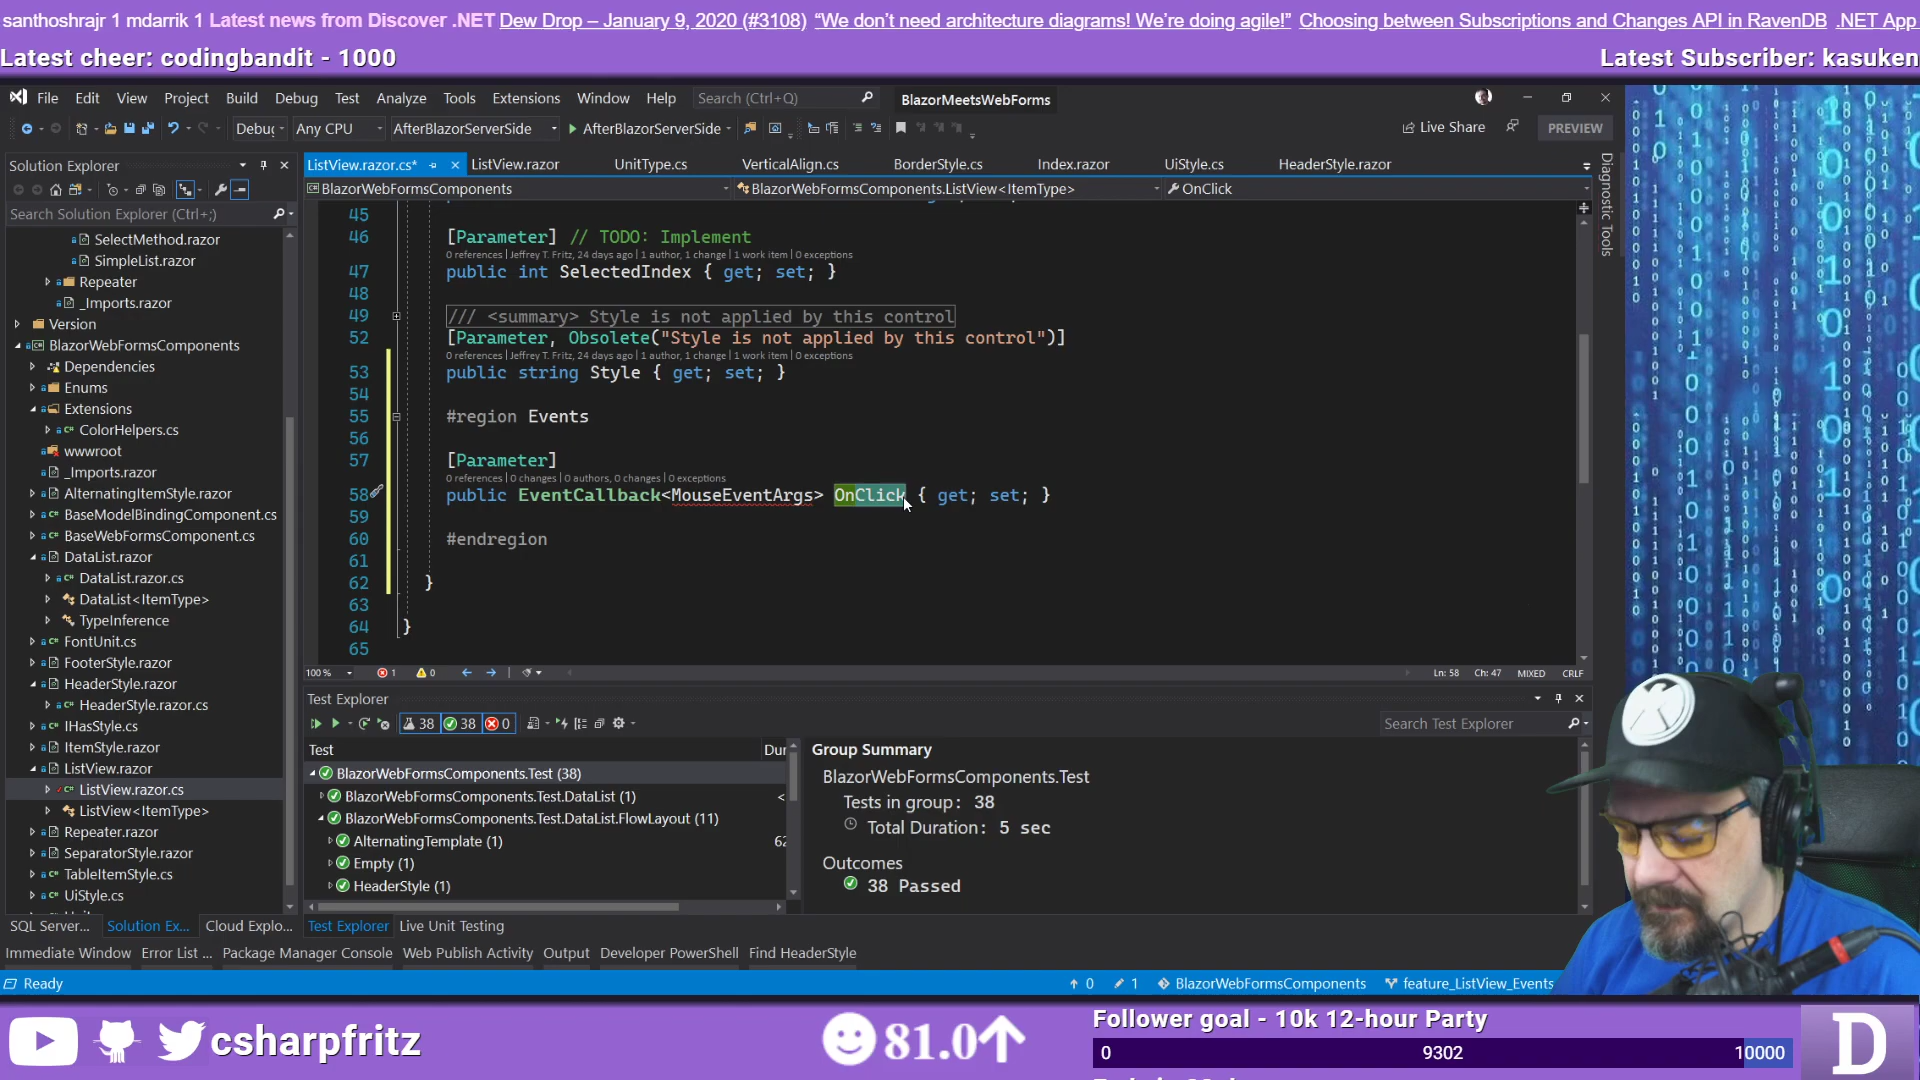 santhoshrajr 1 mdarrik 1 Latest news from Discover .NET Dew Drop – January 9, 2020 (#3108) “We don’t need architecture diagrams! We’re doing agile!” Choosing between Subscriptions and Changes API in RavenDB .NET App
Latest cheer: codingbandit - 1000
Latest Subscriber: kasuken
File Edit View Project Build Debug Test Analyze Tools Extensions Window Help Search (Ctrl+Q) BlazorMeetsWebForms
Debug Any CPU AfterBlazorServerSide AfterBlazorServerSide Live Share PREVIEW
Solution Explorer
ListView.razor.cs* ListView.razor UnitType.cs VerticalAlign.cs BorderStyle.cs Index.razor UiStyle.cs HeaderStyle.razor
BlazorWebFormsComponents BlazorWebFormsComponents.ListView<ItemType> OnClick
Diagnostic Tools
Search Solution Explorer (Ctrl+;)
SelectMethod.razor
SimpleList.razor
Repeater
_Imports.razor
Version
BlazorWebFormsComponents
Dependencies
Enums
Extensions
ColorHelpers.cs
wwwroot
_Imports.razor
AlternatingItemStyle.razor
BaseModelBindingComponent.cs
BaseWebFormsComponent.cs
DataList.razor
DataList.razor.cs
DataList<ItemType>
TypeInference
FontUnit.cs
FooterStyle.razor
HeaderStyle.razor
HeaderStyle.razor.cs
IHasStyle.cs
ItemStyle.razor
ListView.razor
ListView.razor.cs
ListView<ItemType>
Repeater.razor
SeparatorStyle.razor
TableItemStyle.cs
UiStyle.cs
SQL Server... Solution Ex... Cloud Explo...
45
46 [Parameter] // TODO: Implement
0 references | Jeffrey T. Fritz, 24 days ago | 1 author, 1 change | 1 work item | 0 exceptions
47 public int SelectedIndex { get; set; }
48
49 /// <summary> Style is not applied by this control
52 [Parameter, Obsolete("Style is not applied by this control")]
0 references | Jeffrey T. Fritz, 24 days ago | 1 author, 1 change | 1 work item | 0 exceptions
53 public string Style { get; set; }
54
55 #region Events
56
57 [Parameter]
0 references | 0 changes | 0 authors, 0 changes | 0 exceptions
58 public EventCallback<MouseEventArgs> OnClick { get; set; }
59
60 #endregion
61
62 }
63
64 }
65
100% 1 0 Ln: 58 Ch: 47 MIXED CRLF
Test Explorer
38 38 0 Search Test Explorer
Test Dur
BlazorWebFormsComponents.Test (38)
BlazorWebFormsComponents.Test.DataList (1) <
BlazorWebFormsComponents.Test.DataList.FlowLayout (11)
AlternatingTemplate (1) 62
Empty (1)
HeaderStyle (1)
Group Summary
BlazorWebFormsComponents.Test
Tests in group: 38
Total Duration: 5 sec
Outcomes
38 Passed
Test Explorer Live Unit Testing
Immediate Window Error List ... Package Manager Console Web Publish Activity Output Developer PowerShell Find HeaderStyle
Ready 0 1 BlazorWebFormsComponents feature_ListView_Events
csharpfritz
81.0
Follower goal - 10k 12-hour Party
0 9302 10000
D